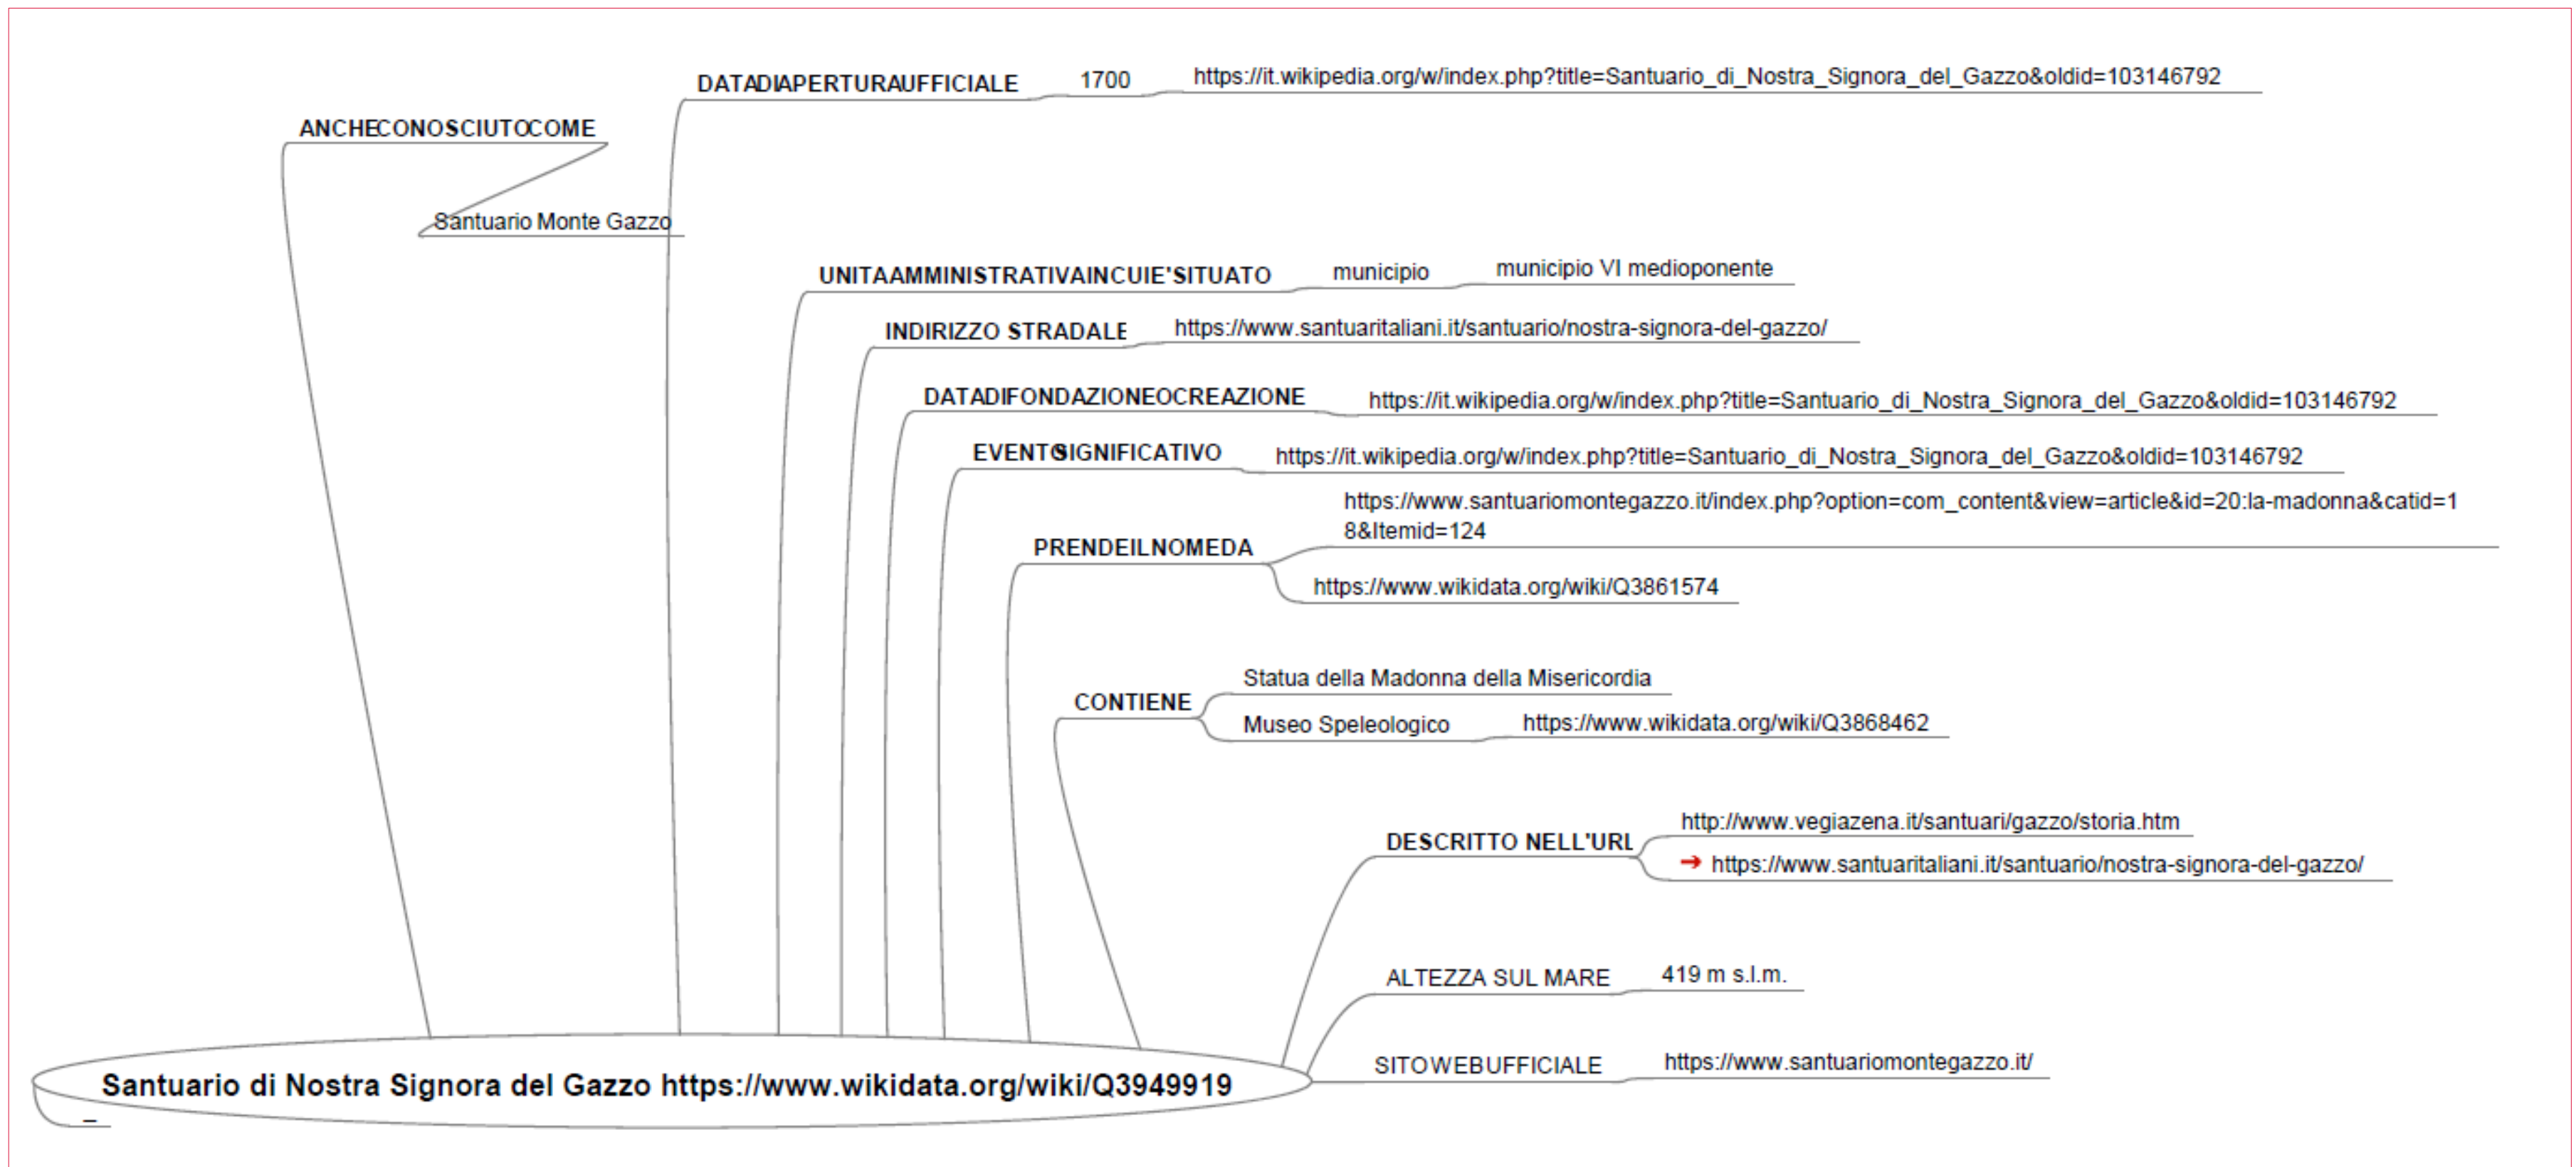 DATADIAPERTURAUFFICIALE 1700 https://it.wikipedia.org/w/index.php?title=Santuario_di_Nostra_Signora_del_Gazzo&oldid=103146792
ANCHECONOSCIUTOCOME
Santuario Monte Gazzo
UNITAAMMINISTRATIVAINCUIE'SITUATO municipio municipio VI medioponente
INDIRIZZO STRADALE https://www.santuaritaliani.it/santuario/nostra-signora-del-gazzo/
DATADIFONDAZIONEOCREAZIONE https://it.wikipedia.org/w/index.php?title=Santuario_di_Nostra_Signora_del_Gazzo&oldid=103146792
EVENTOSIGNIFICATIVO https://it.wikipedia.org/w/index.php?title=Santuario_di_Nostra_Signora_del_Gazzo&oldid=103146792
PRENDEILNOMEDA
https://www.santuariomontegazzo.it/index.php?option=com_content&view=article&id=20:la-madonna&catid=1
8&Itemid=124
https://www.wikidata.org/wiki/Q3861574
CONTIENE
Statua della Madonna della Misericordia
Museo Speleologico https://www.wikidata.org/wiki/Q3868462
DESCRITTO NELL'URL
http://www.vegiazena.it/santuari/gazzo/storia.htm
https://www.santuaritaliani.it/santuario/nostra-signora-del-gazzo/
ALTEZZA SUL MARE 419 m s.l.m.
SITOWEBUFFICIALE https://www.santuariomontegazzo.it/
Santuario di Nostra Signora del Gazzo https://www.wikidata.org/wiki/Q3949919